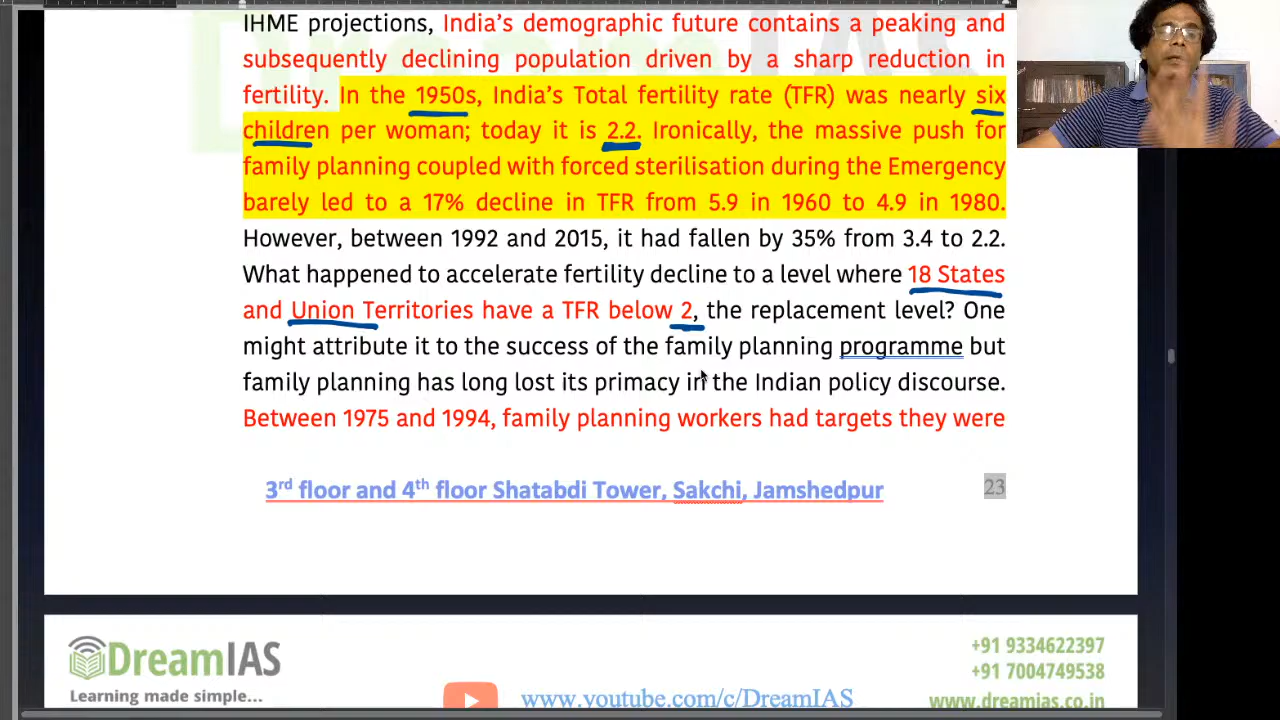 IHME projections, India's demographic future contains a peaking and
subsequently declining population driven by a sharp reduction in
fertility. In the 1950s, India's Total fertility rate (TFR) was nearly six
children per woman; today it is 2.2. Ironically, the massive push for
family planning coupled with forced sterilisation during the Emergency
barely led to a 17% decline in TFR from 5.9 in 1960 to 4.9 in 1980.
However, between 1992 and 2015, it had fallen by 35% from 3.4 to 2.2.
What happened to accelerate fertility decline to a level where 18 States
and Union Territories have a TFR below 2, the replacement level? One
might attribute it to the success of the family planning programme but
family planning has long lost its primacy in the Indian policy discourse.
Between 1975 and 1994, family planning workers had targets they were
3rd floor and 4th floor Shatabdi Tower, Sakchi, Jamshedpur
23
DreamIAS
Learning made simple...
+91 9334622397
+91 7004749538
www.youtube.com/c/DreamIAS
www.dreamias.co.in